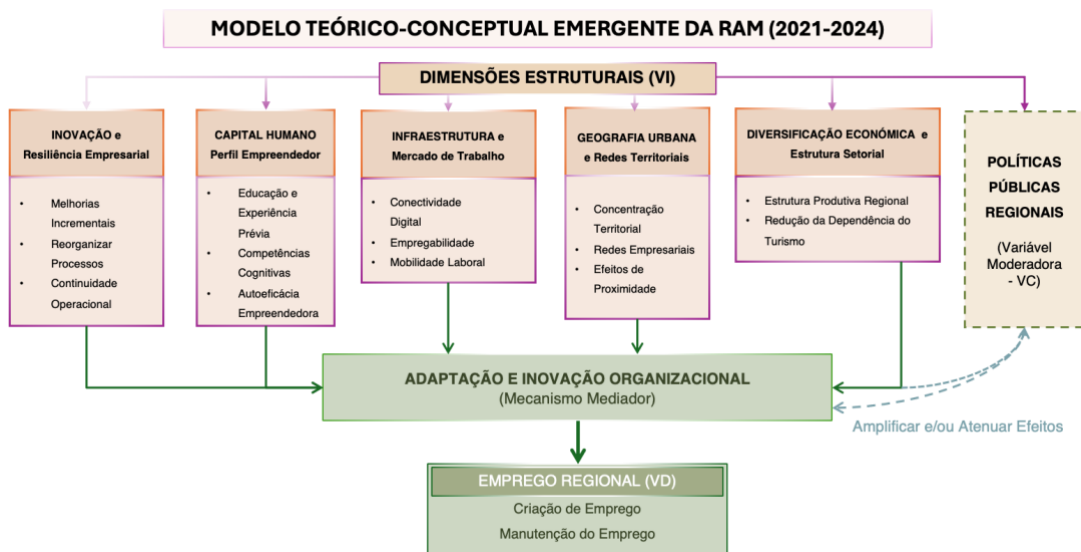 MODELO TEÓRICO-CONCEPTUAL EMERGENTE DA RAM (2021-2024)
DIMENSÕES ESTRUTURAIS (VI)
INOVAÇÃO e
Resiliência Empresarial
• Melhorias
Incrementais
• Reorganizar
Processos
• Continuidade
Operacional
CAPITAL HUMANO
Perfil Empreendedor
• Educação e
Experiência
Prévia
• Competências
Cognitivas
• Autoeficácia
Empreendedora
INFRAESTRUTURA e
Mercado de Trabalho
• Conectividade
Digital
• Empregabilidade
• Mobilidade Laboral
GEOGRAFIA URBANA
e Redes Territoriais
• Concentração
Territorial
• Redes Empresariais
• Efeitos de
Proximidade
DIVERSIFICAÇÃO ECONÓMICA e
Estrutura Setorial
• Estrutura Produtiva Regional
• Redução da Dependência do
Turismo
POLÍTICAS
PÚBLICAS
REGIONAIS
(Variável
Moderadora
- VC)
ADAPTAÇÃO E INOVAÇÃO ORGANIZACIONAL
(Mecanismo Mediador)
Amplificar e/ou Atenuar Efeitos
EMPREGO REGIONAL (VD)
Criação de Emprego
Manutenção do Emprego